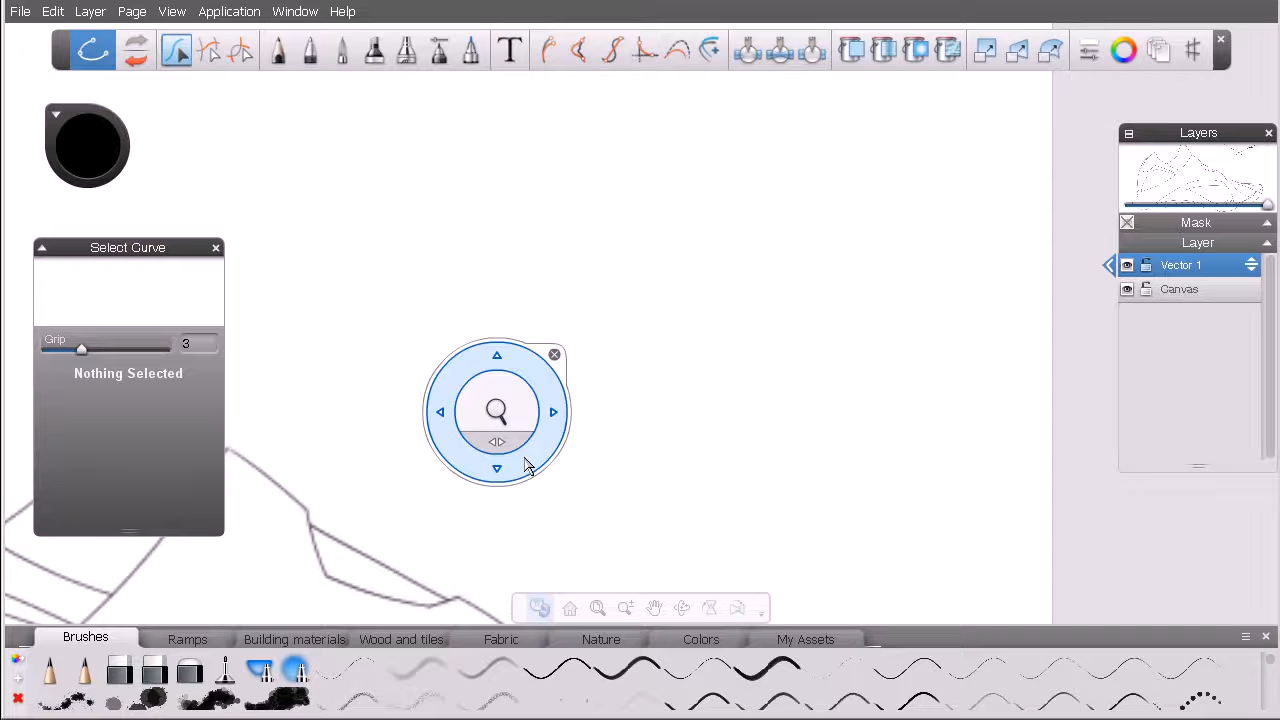 File Edit Layer Page View Application Window Help
T
Layers
Mask
Layer
Vector 1
Canvas
Select Curve
Grip 3
Nothing Selected
Brushes Ramps Building materials Wood and tiles Fabric Nature Colors My Assets